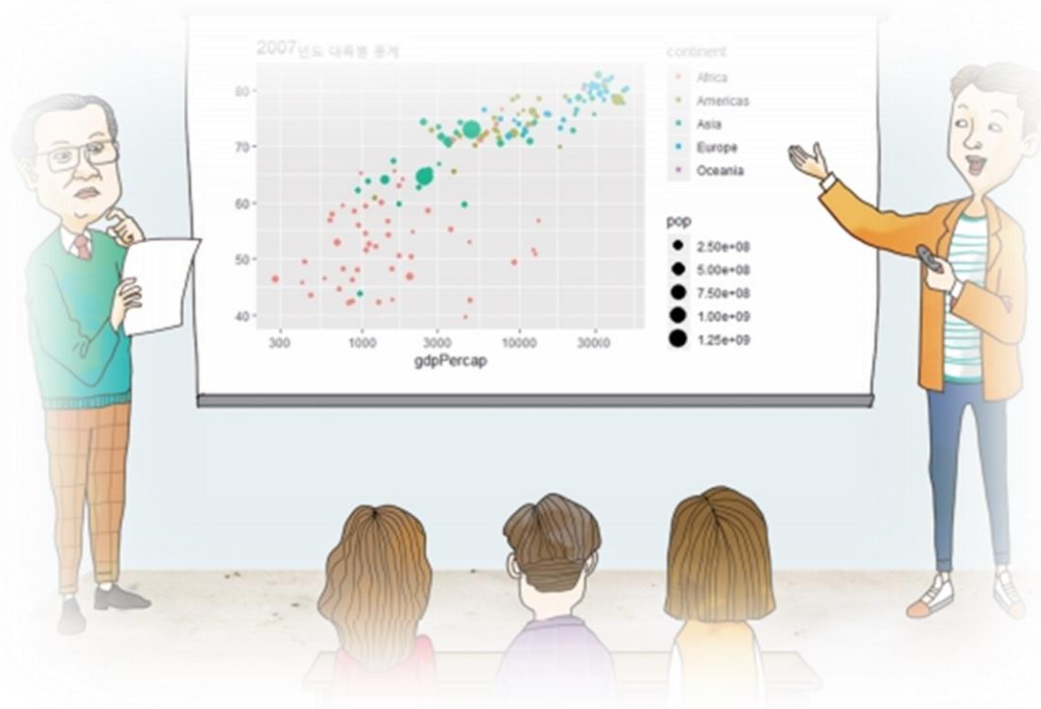 2007년도 대륙별 통계
80
70
60
50
40
300
1000
3000
10000
30000
gdpPercap
continent
Africa
Americas
Asia
Europe
Oceania
pop
2.50e+08
5.00e+08
7.50e+08
1.00e+09
1.25e+09